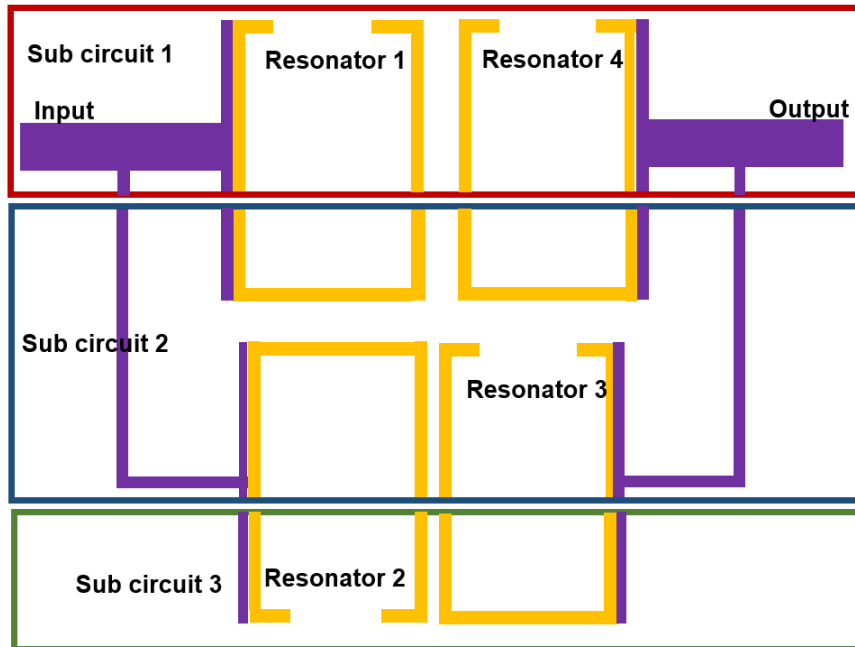 Sub circuit 1
Resonator 1
Resonator 4
Input
Output
Sub circuit 2
Resonator 3
Sub circuit 3
Resonator 2